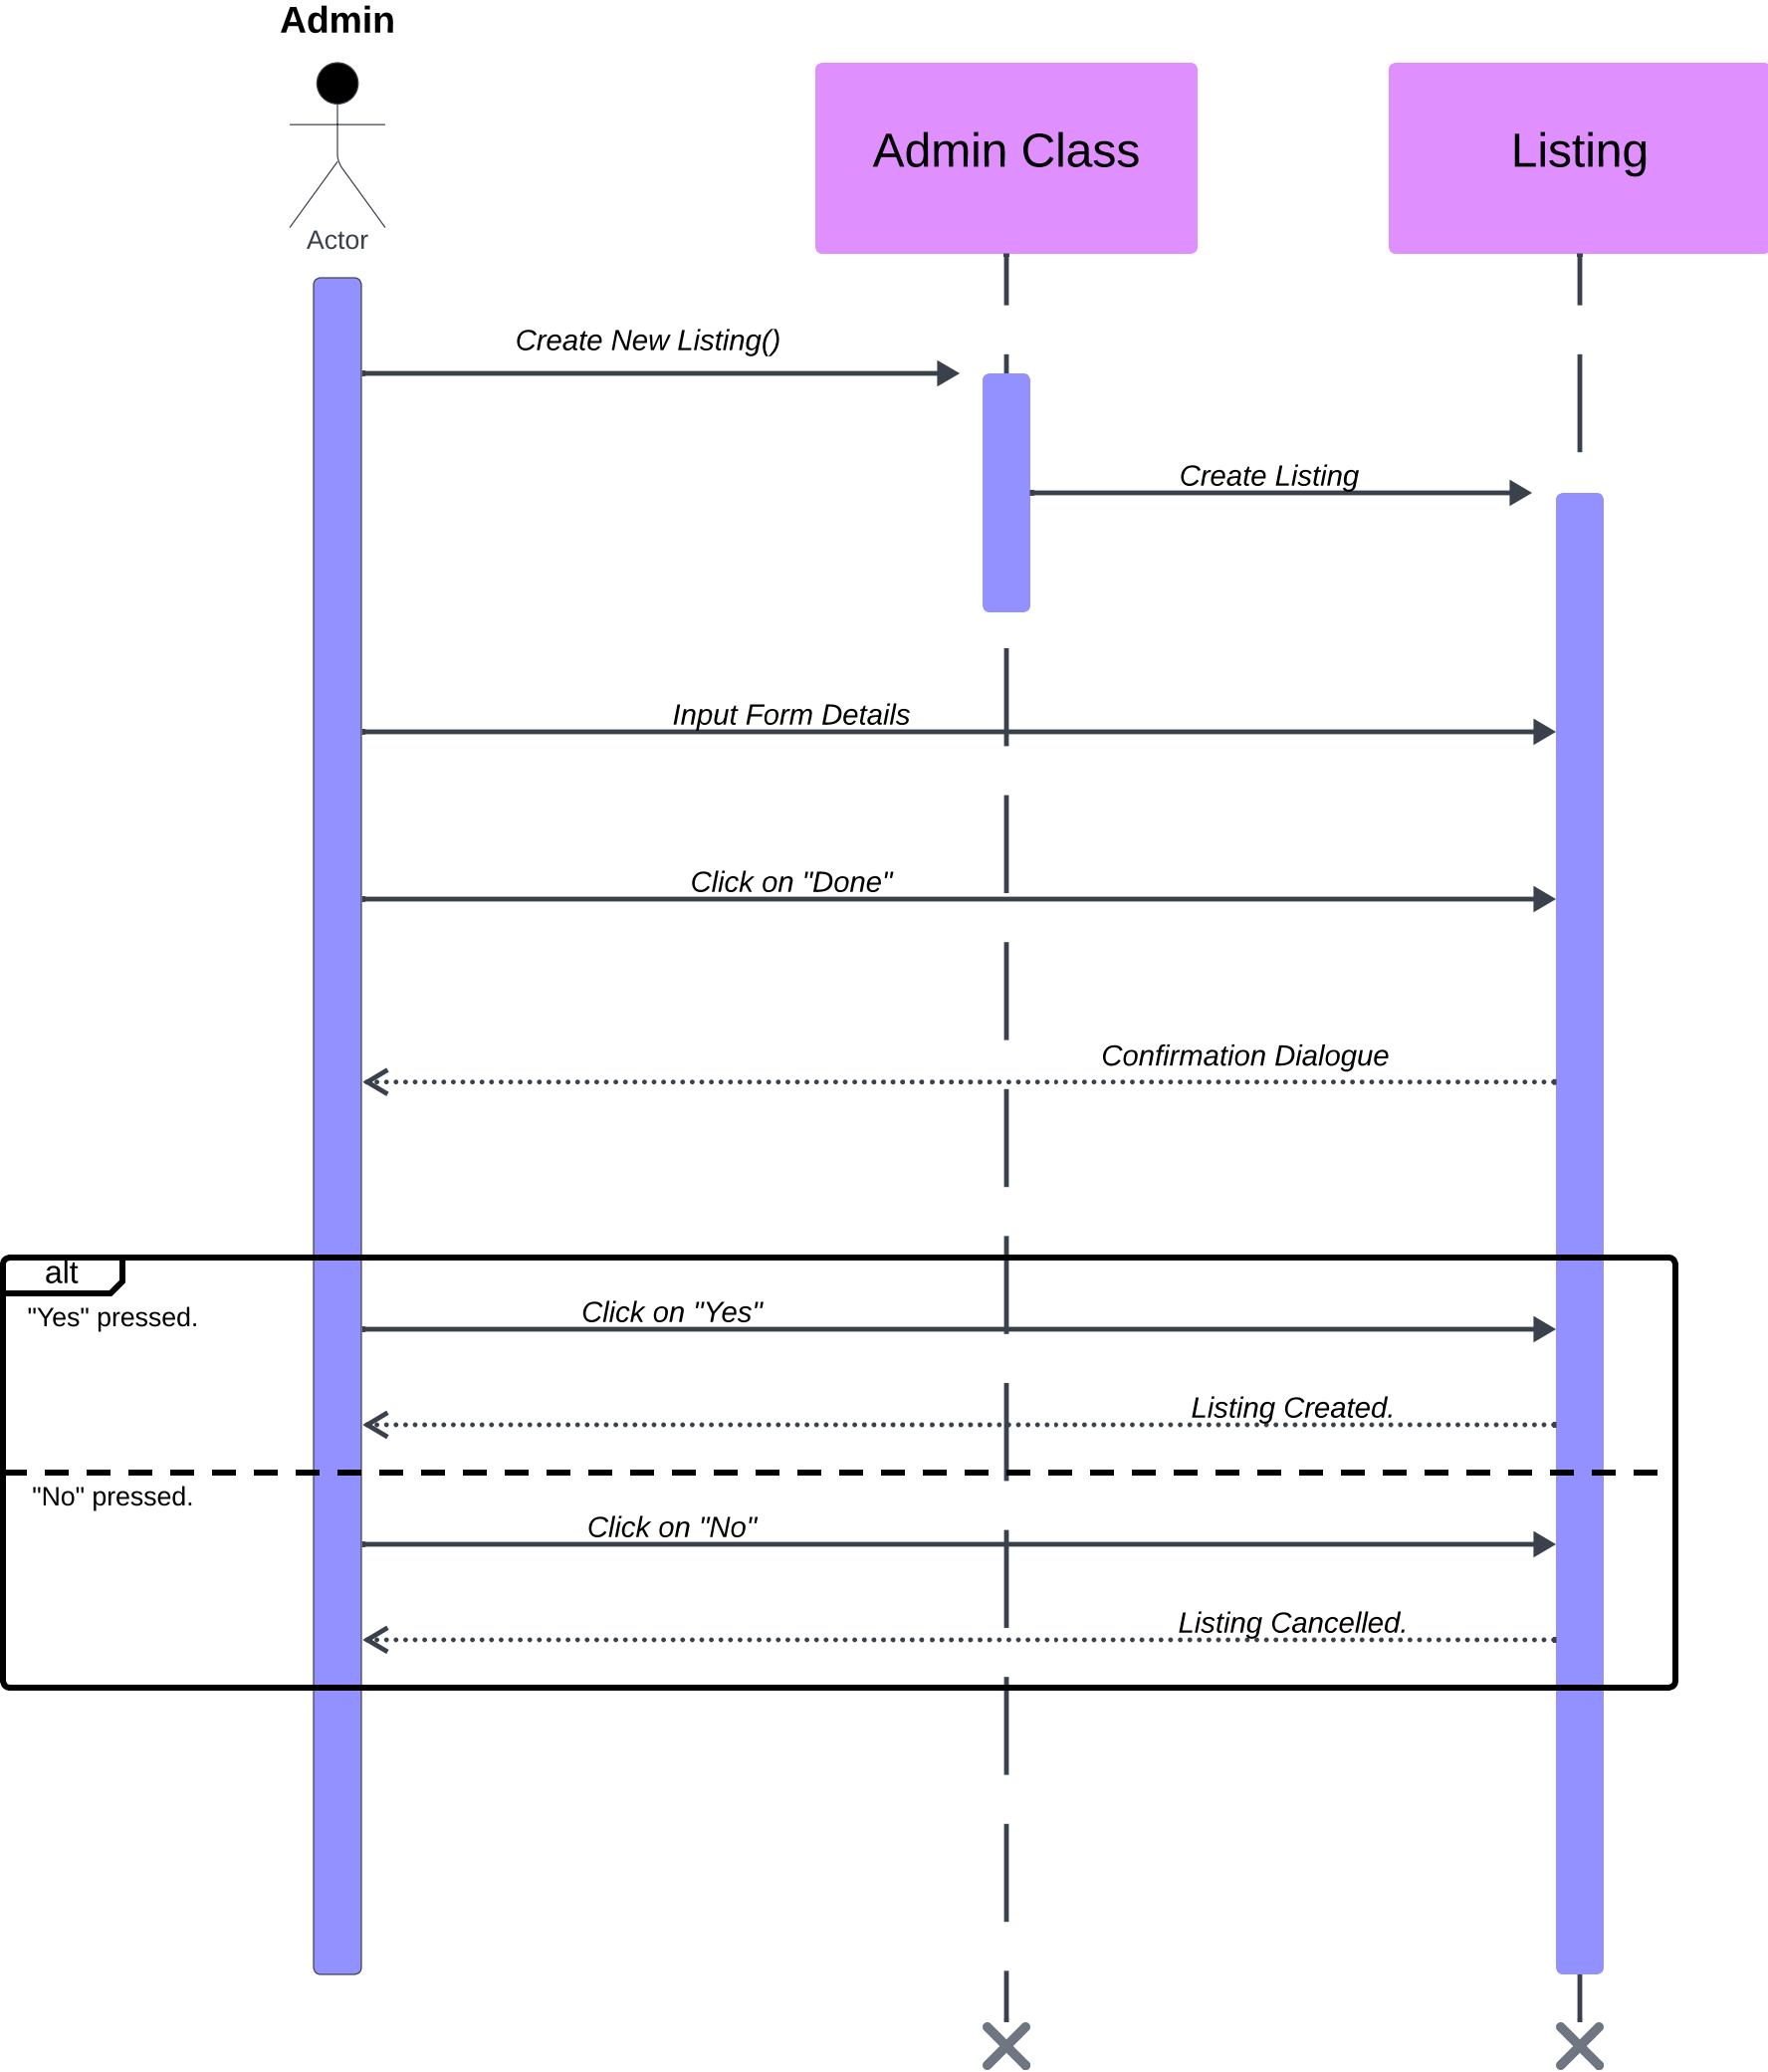 Admin
Actor
Admin Class
Listing
Create New Listing()
Create Listing
Input Form Details
Click on "Done"
Confirmation Dialogue
alt
"Yes" pressed.
Click on "Yes"
Listing Created.
"No" pressed.
Click on "No"
Listing Cancelled.